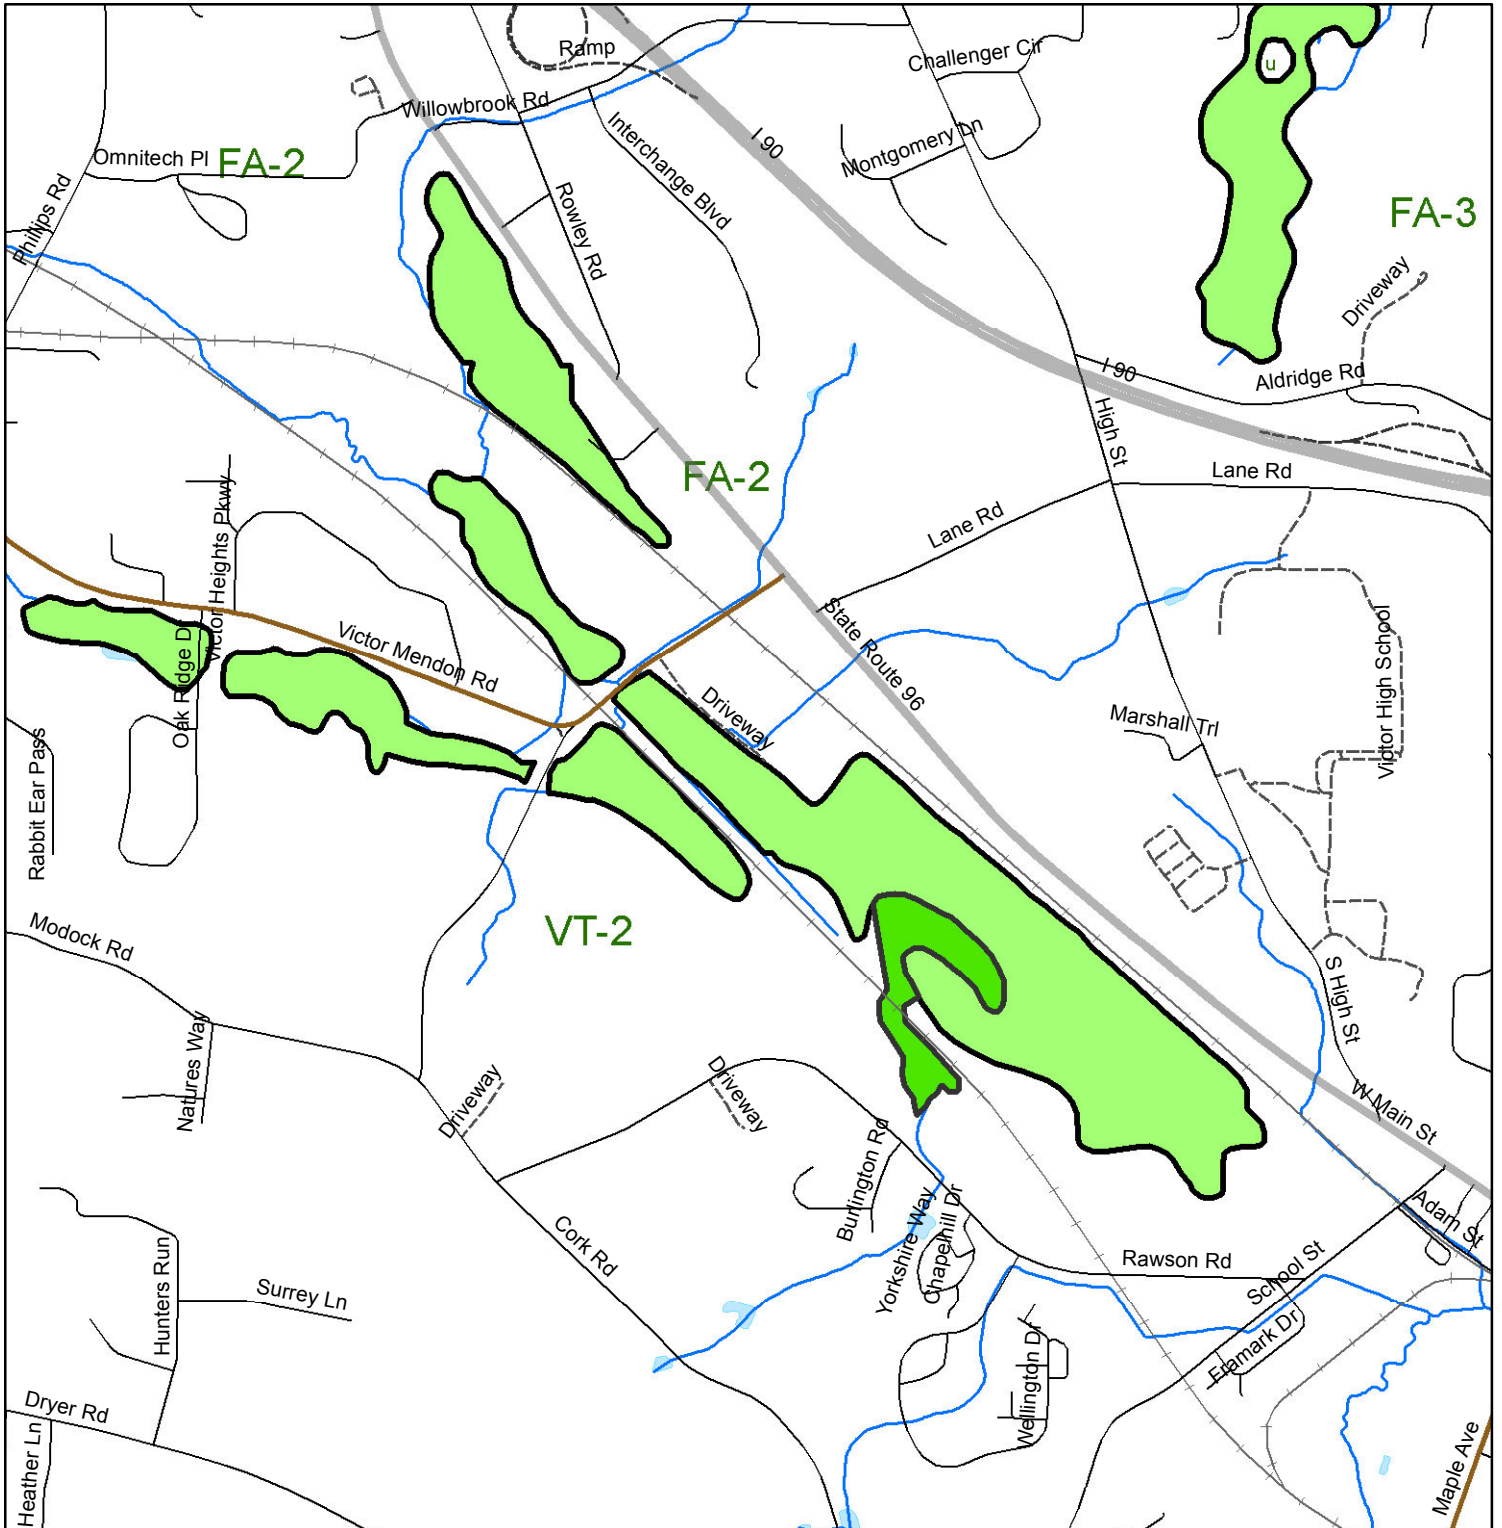 Ramp
Challenger Cir
u
Willowbrook Rd
I 90
Interchange Blvd
Montgomery Ln
Omnitech Pl
FA-2
Phillips Rd
Rowley Rd
FA-3
Driveway
I 90
Aldridge Rd
High St
FA-2
Lane Rd
Lane Rd
Victor Heights Pkwy
Victor Mendon Rd
State Route 96
Victor High School
Oak Ridge D
Driveway
Marshall Trl
Rabbit Ear Pass
VT-2
Modock Rd
S High St
Natures Way
Driveway
Driveway
W Main St
Burlington Rd
Yorkshire Way
Chapelhill Dr
Adam St
Cork Rd
Rawson Rd
School St
Hunters Run
Surrey Ln
Framark Dr
Wellington Dr
Dryer Rd
Heather Ln
Maple Ave